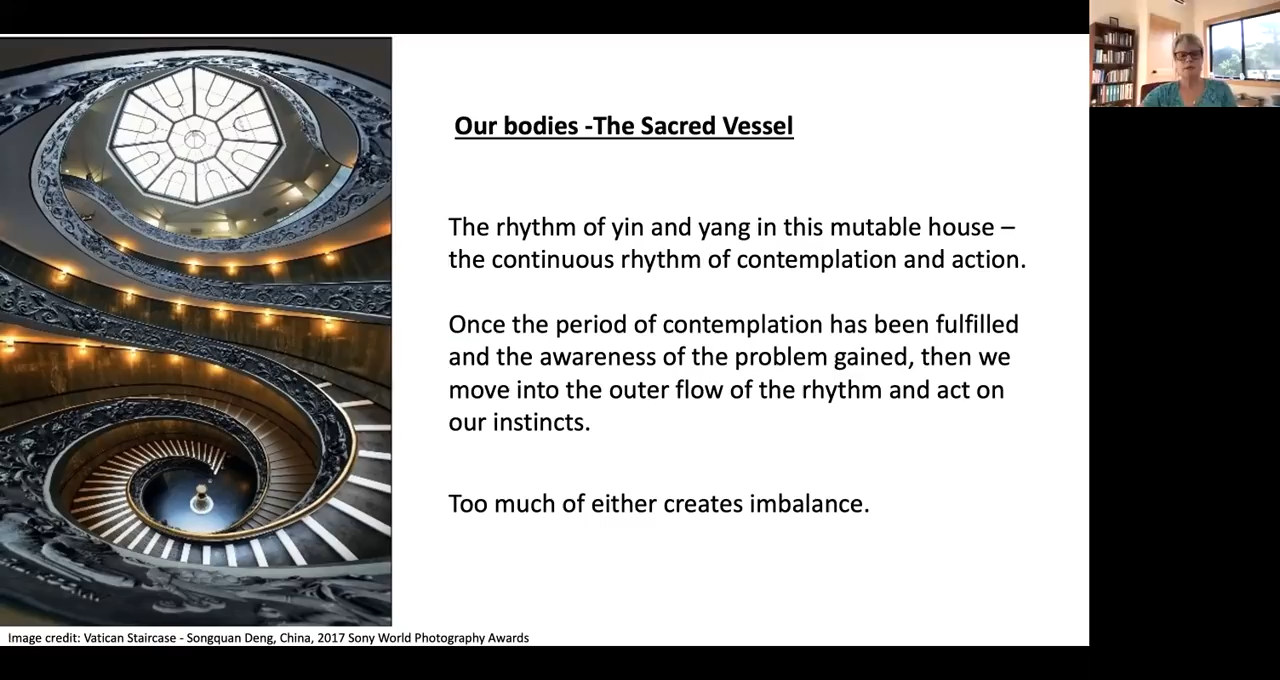 Our bodies -The Sacred Vessel
The rhythm of yin and yang in this mutable house –
the continuous rhythm of contemplation and action.
Once the period of contemplation has been fulfilled
and the awareness of the problem gained, then we
move into the outer flow of the rhythm and act on
our instincts.
Too much of either creates imbalance.
Image credit: Vatican Staircase - Songquan Deng, China, 2017 Sony World Photography Awards